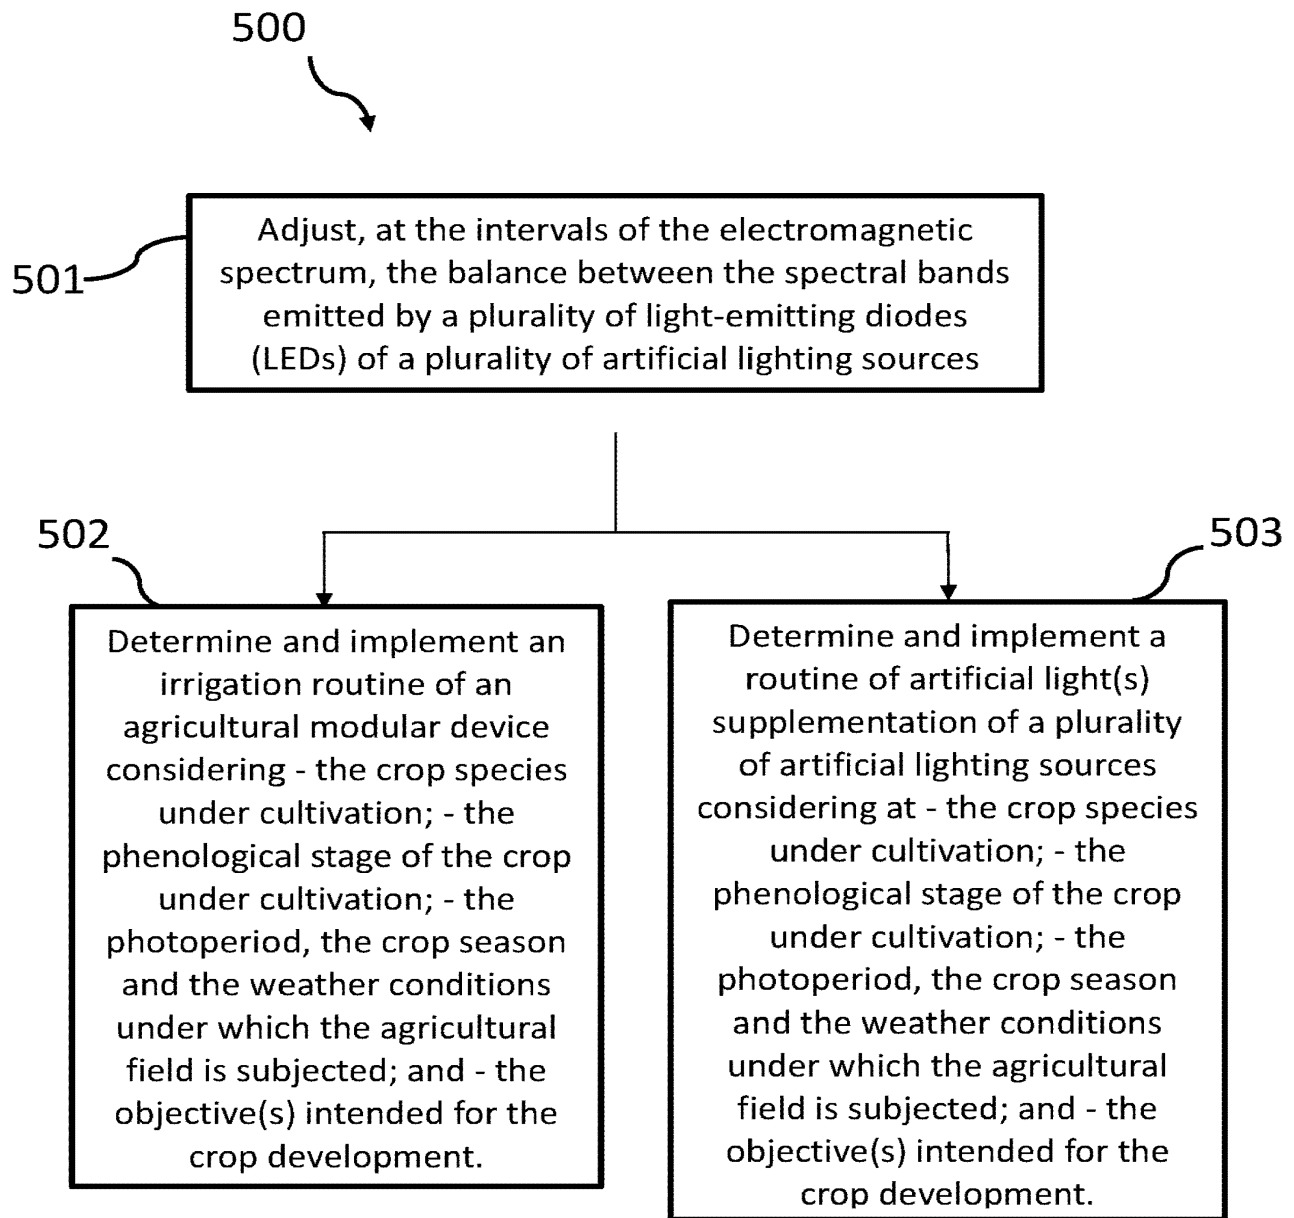 500
501
Adjust, at the intervals of the electromagnetic
spectrum, the balance between the spectral bands
emitted by a plurality of light-emitting diodes
(LEDs) of a plurality of artificial lighting sources
502
Determine and implement an
irrigation routine of an
agricultural modular device
considering - the crop species
under cultivation; - the
phenological stage of the crop
under cultivation; - the
photoperiod, the crop season
and the weather conditions
under which the agricultural
field is subjected; and - the
objective(s) intended for the
crop development.
503
Determine and implement a
routine of artificial light(s)
supplementation of a plurality
of artificial lighting sources
considering at - the crop species
under cultivation; - the
phenological stage of the crop
under cultivation; - the
photoperiod, the crop season
and the weather conditions
under which the agricultural
field is subjected; and - the
objective(s) intended for the
crop development.